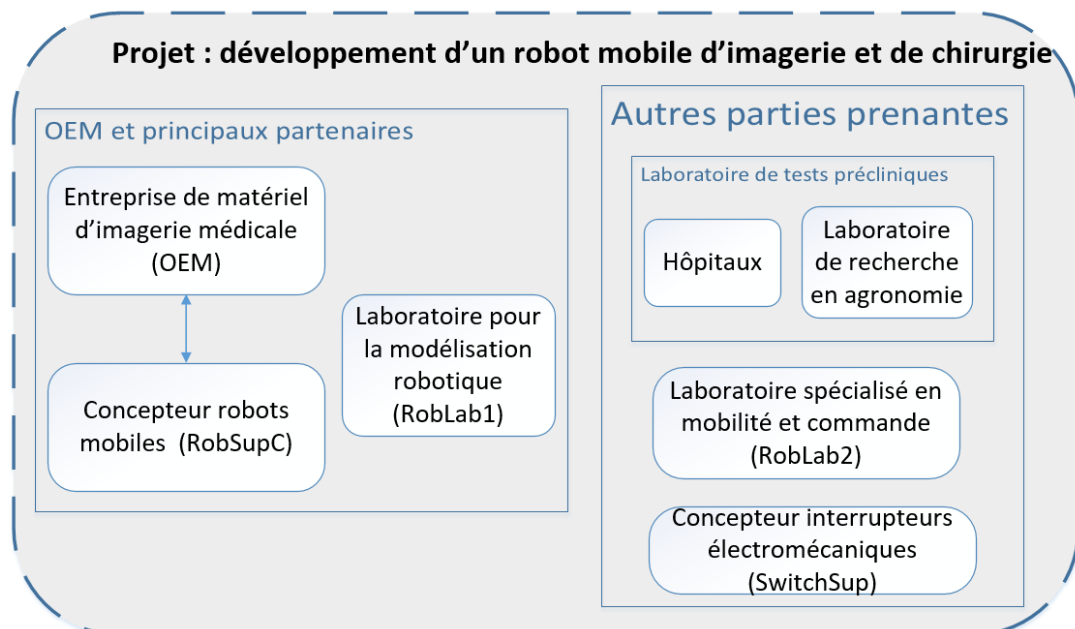 Projet : développement d’un robot mobile d’imagerie et de chirurgie
OEM et principaux partenaires
Entreprise de matériel
d’imagerie médicale
(OEM)
Laboratoire pour
la modélisation
robotique
(RobLab1)
Concepteur robots
mobiles (RobSupC)
Autres parties prenantes
Laboratoire de tests précliniques
Hôpitaux
Laboratoire
de recherche
en agronomie
Laboratoire spécialisé en
mobilité et commande
(RobLab2)
Concepteur interrupteurs
électromécaniques
(SwitchSup)